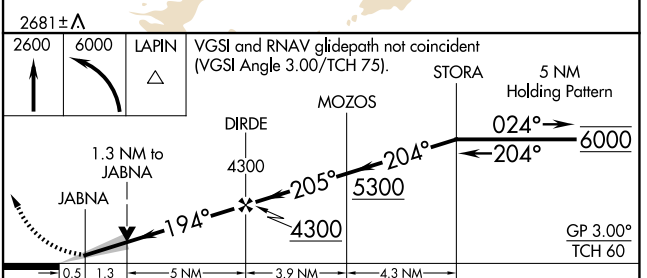 2681±
2600 6000 LAPIN
VGSI and RNAV glidepath not coincident
(VGSI Angle 3.00/TCH 75).
STORA
5 NM
Holding Pattern
MOZOS
DIRDE
024°
204°
6000
1.3 NM to
JABNA
4300
204°
205°
5300
JABNA
194°
4300
GP 3.00°
TCH 60
0.5 1.3 5 NM 3.9 NM 4.3 NM